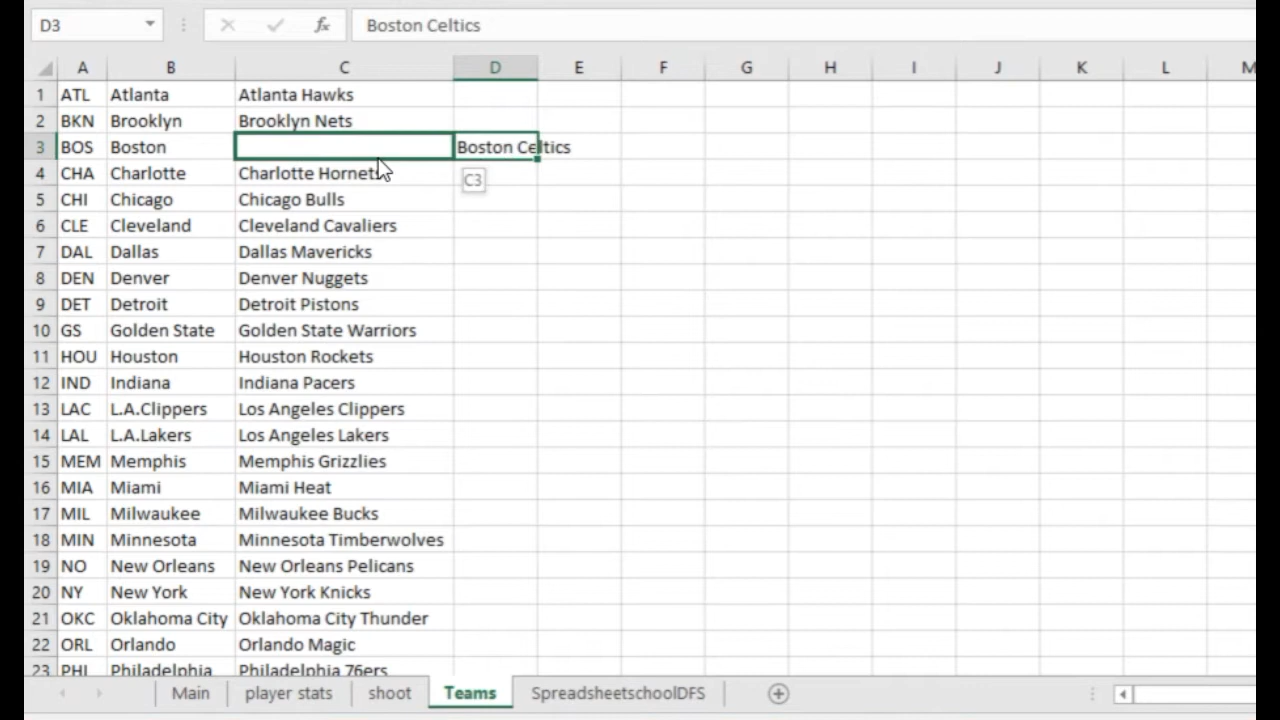 D3 fx Boston Celtics
A B C D E F G H I J K L M
1 ATL Atlanta Atlanta Hawks
2 BKN Brooklyn Brooklyn Nets
3 BOS Boston Boston Celtics
4 CHA Charlotte Charlotte Hornets C3
5 CHI Chicago Chicago Bulls
6 CLE Cleveland Cleveland Cavaliers
7 DAL Dallas Dallas Mavericks
8 DEN Denver Denver Nuggets
9 DET Detroit Detroit Pistons
10 GS Golden State Golden State Warriors
11 HOU Houston Houston Rockets
12 IND Indiana Indiana Pacers
13 LAC L.A.Clippers Los Angeles Clippers
14 LAL L.A.Lakers Los Angeles Lakers
15 MEM Memphis Memphis Grizzlies
16 MIA Miami Miami Heat
17 MIL Milwaukee Milwaukee Bucks
18 MIN Minnesota Minnesota Timberwolves
19 NO New Orleans New Orleans Pelicans
20 NY New York New York Knicks
21 OKC Oklahoma City Oklahoma City Thunder
22 ORL Orlando Orlando Magic
23 PHI Philadelphia Philadelphia 76ers
Main player stats shoot Teams SpreadsheetschoolDFS